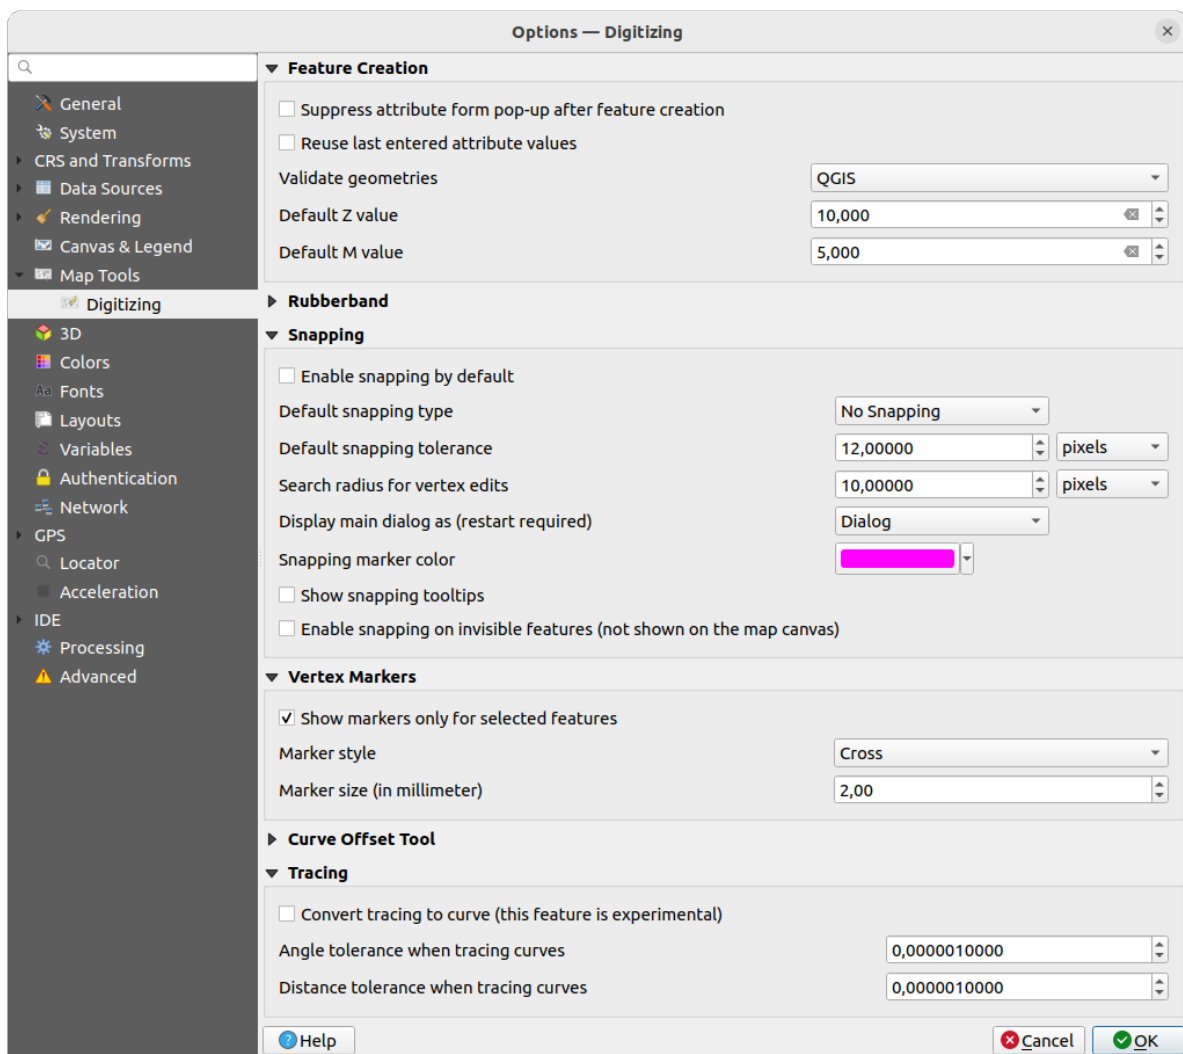 Options — Digitizing
General
System
CRS and Transforms
Data Sources
Rendering
Canvas & Legend
Map Tools
Digitizing
3D
Colors
Aa Fonts
Layouts
ε Variables
Authentication
Network
GPS
Locator
Acceleration
IDE
Processing
Advanced
Feature Creation
Suppress attribute form pop-up after feature creation
Reuse last entered attribute values
Validate geometries QGIS
Default Z value 10,000
Default M value 5,000
Rubberband
Snapping
Enable snapping by default
Default snapping type No Snapping
Default snapping tolerance 12,00000 pixels
Search radius for vertex edits 10,00000 pixels
Display main dialog as (restart required) Dialog
Snapping marker color
Show snapping tooltips
Enable snapping on invisible features (not shown on the map canvas)
Vertex Markers
Show markers only for selected features
Marker style Cross
Marker size (in millimeter) 2,00
Curve Offset Tool
Tracing
Convert tracing to curve (this feature is experimental)
Angle tolerance when tracing curves 0,0000010000
Distance tolerance when tracing curves 0,0000010000
Help Cancel OK